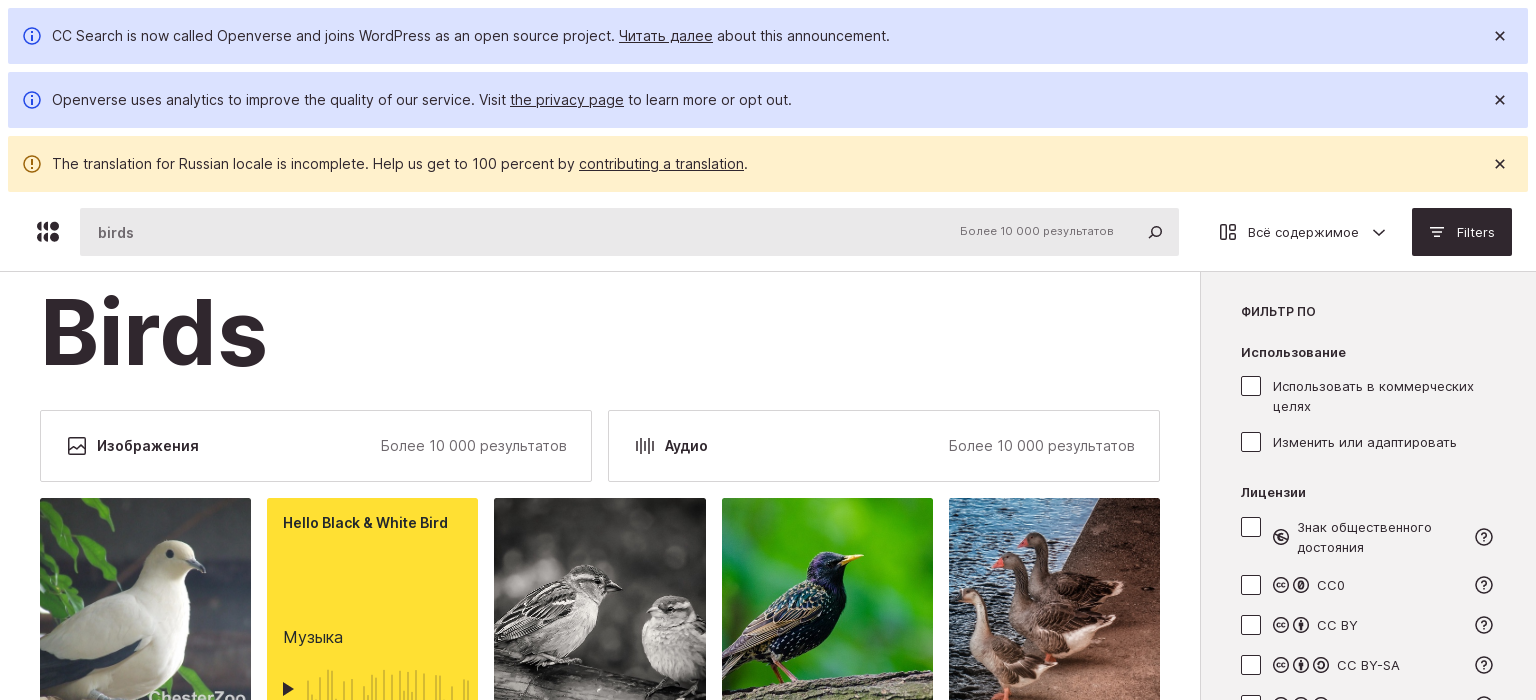 CC Search is now called Openverse and joins WordPress as an open source project. Читать далее about this announcement.
Openverse uses analytics to improve the quality of our service. Visit the privacy page to learn more or opt out.
The translation for Russian locale is incomplete. Help us get to 100 percent by contributing a translation.
birds
Более 10 000 результатов
Всё содержимое
Filters
Birds
Изображения
Более 10 000 результатов
Аудио
Более 10 000 результатов
Hello Black & White Bird
Музыка
ChesterZoo
ФИЛЬТР ПО
Использование
Использовать в коммерческих
целях
Изменить или адаптировать
Лицензии
Знак общественного
достояния
CC0
CC BY
CC BY-SA